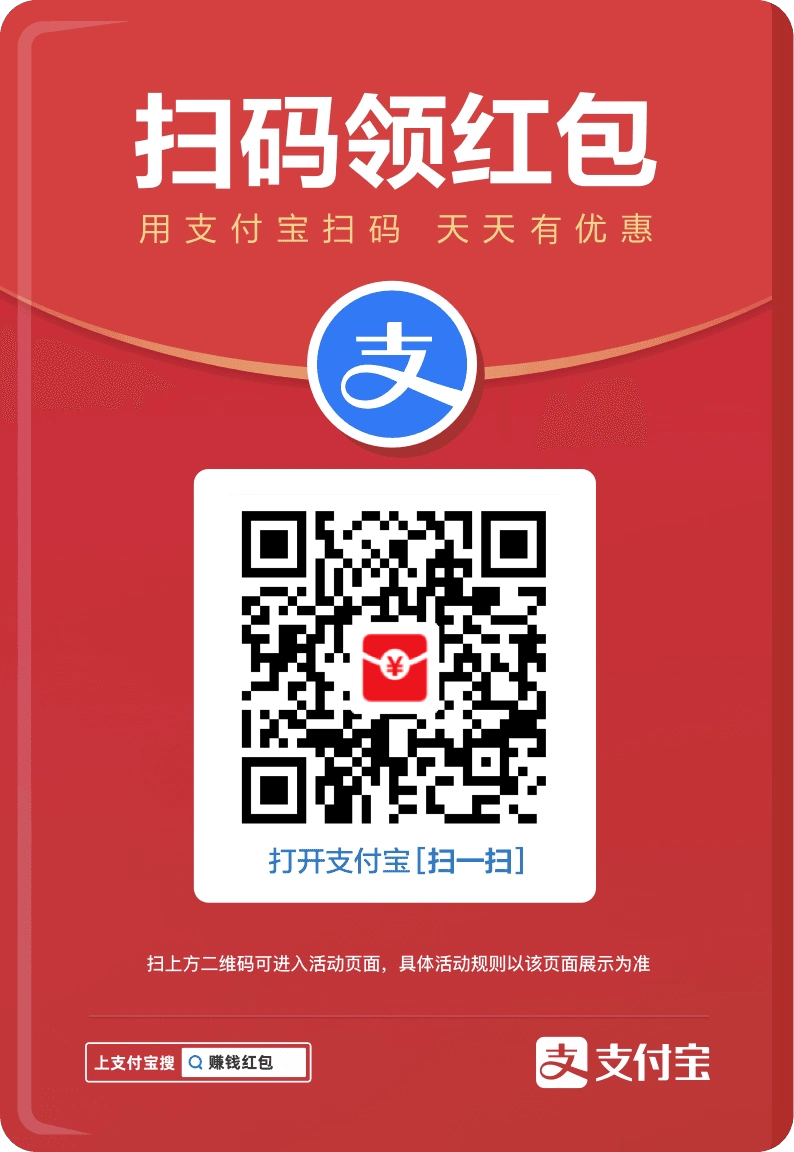 扫码领红包
用支付宝扫码 天天有优惠
支
¥
打开支付宝[扫一扫]
扫上方二维码可进入活动页面，具体活动规则以该页面展示为准
上支付宝搜 赚钱红包
支 支付宝